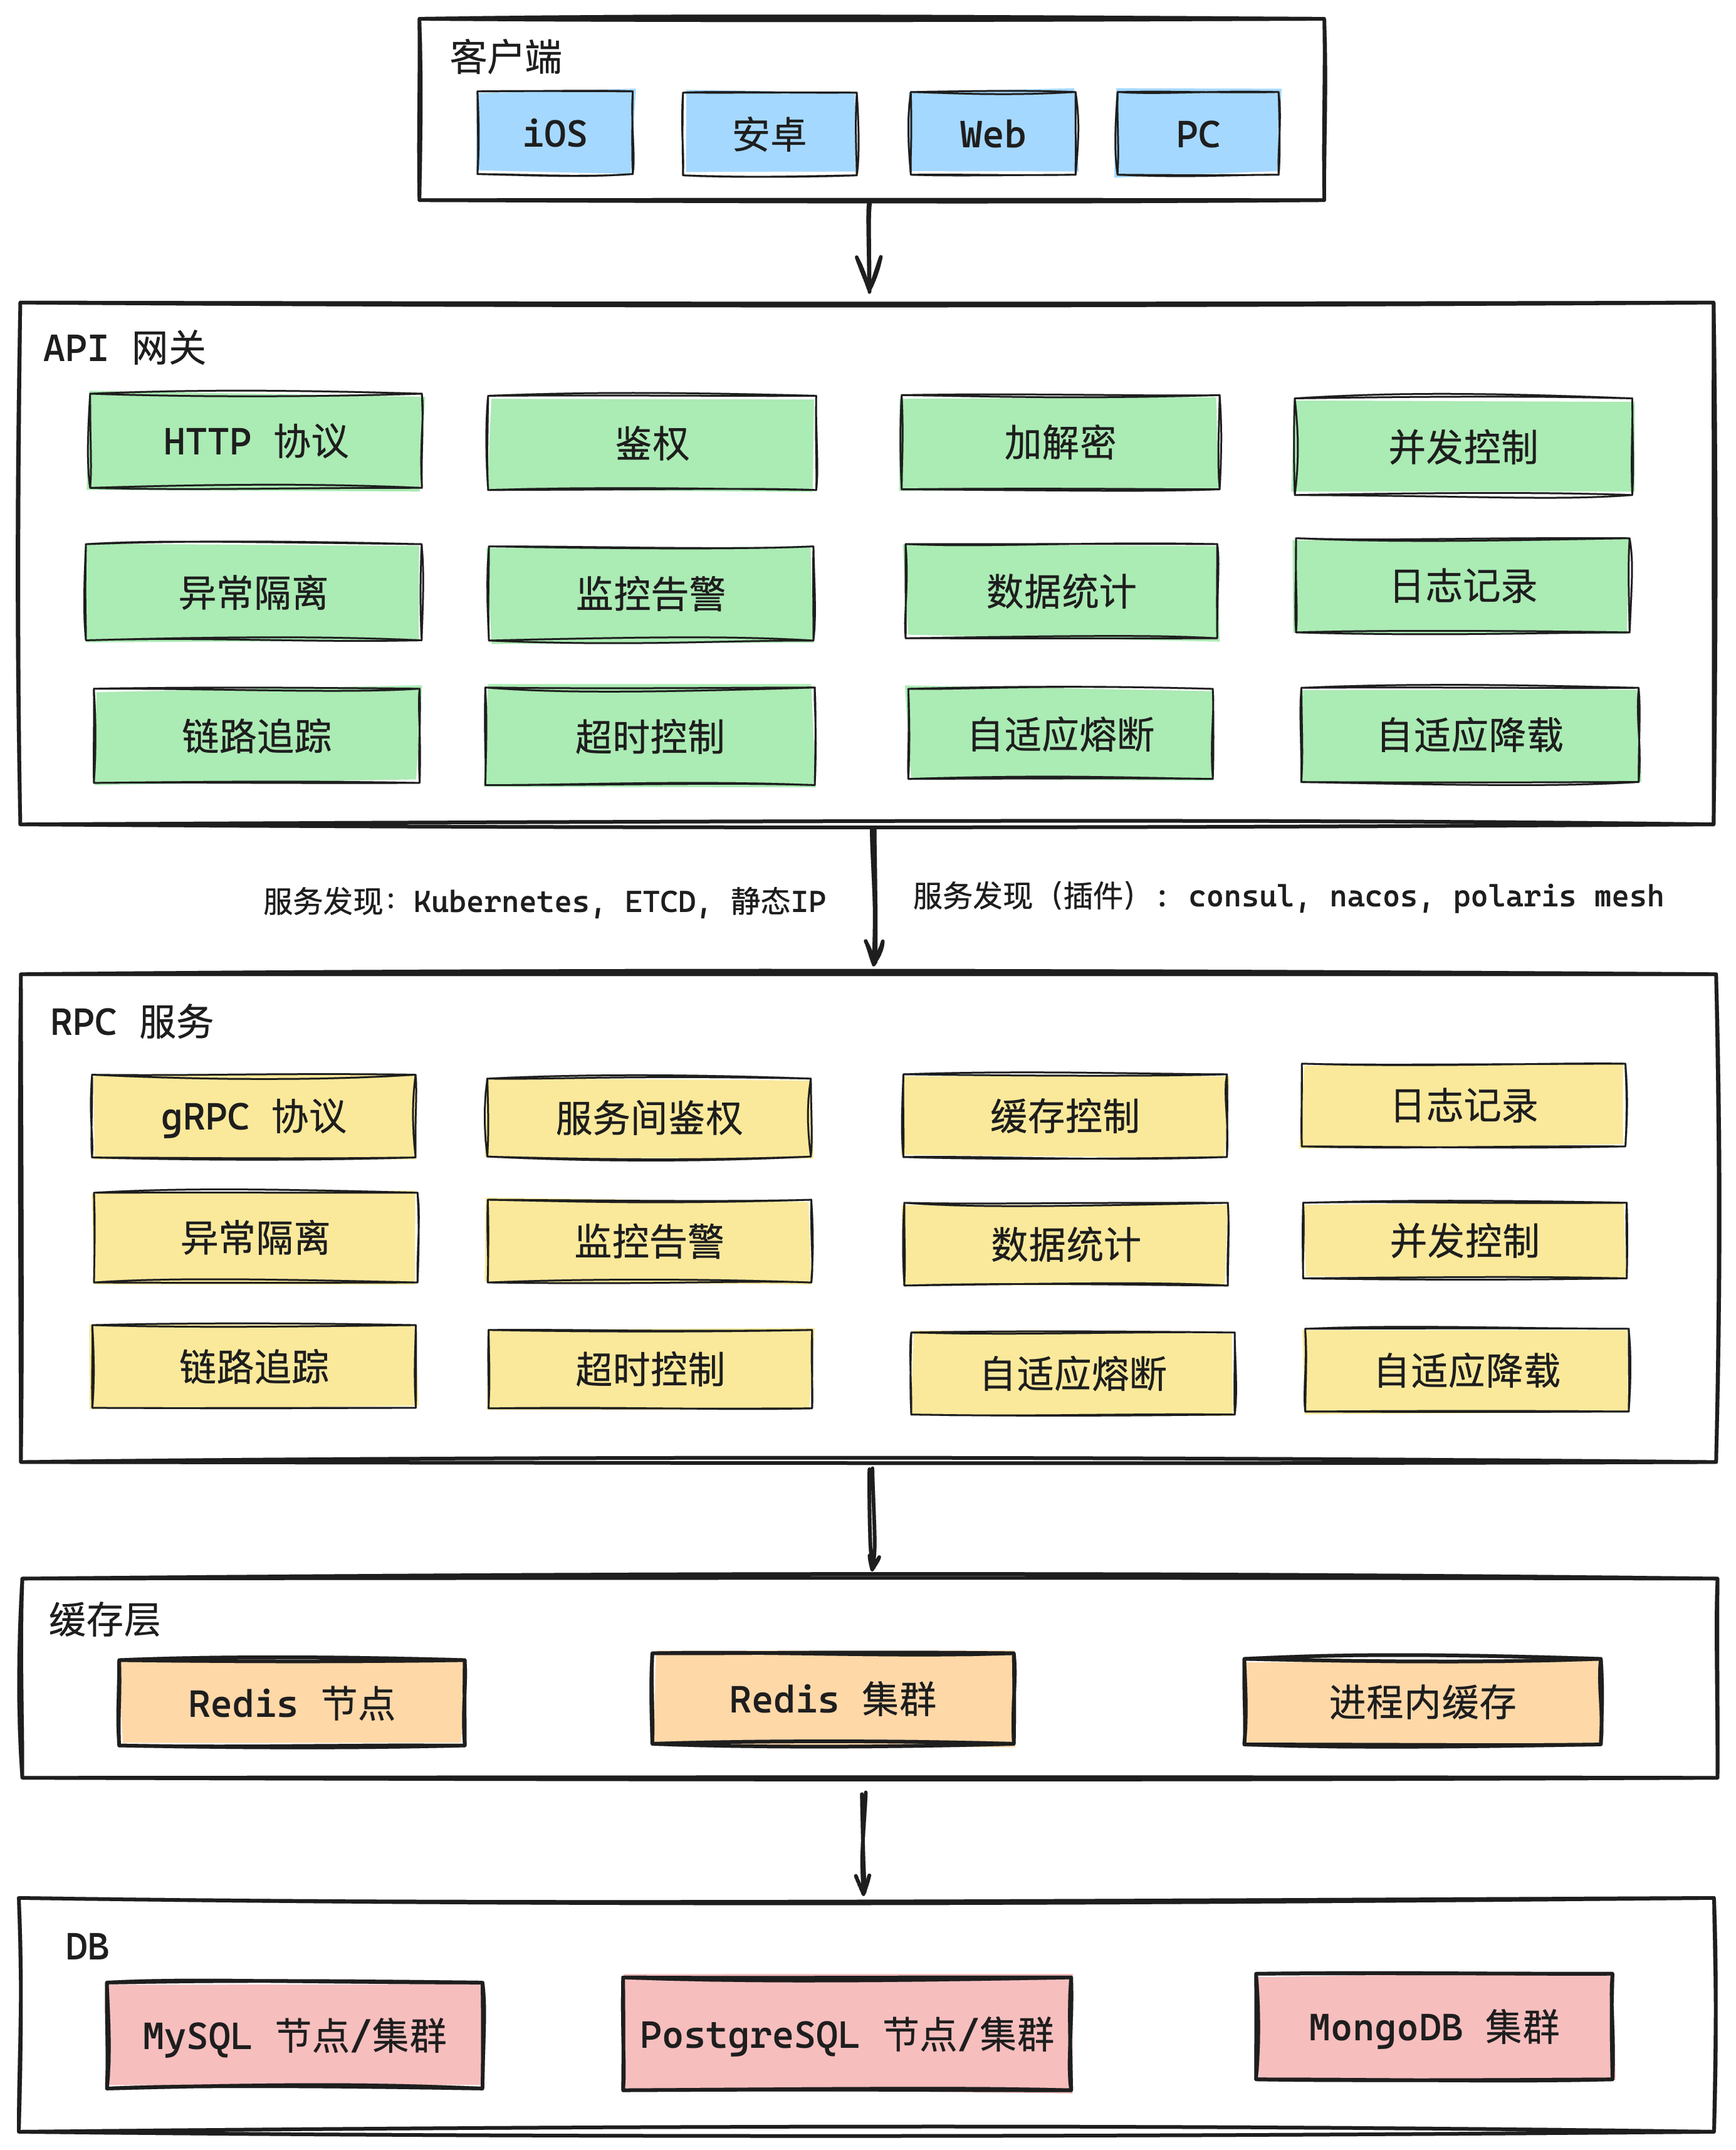 客户端
iOS
安卓
Web
PC
API 网关
HTTP 协议
鉴权
加解密
并发控制
异常隔离
监控告警
数据统计
日志记录
链路追踪
超时控制
自适应熔断
自适应降载
服务发现: Kubernetes, ETCD, 静态IP
服务发现（插件）: consul, nacos, polaris mesh
RPC 服务
gRPC 协议
服务间鉴权
缓存控制
日志记录
异常隔离
监控告警
数据统计
并发控制
链路追踪
超时控制
自适应熔断
自适应降载
缓存层
Redis 节点
Redis 集群
进程内缓存
DB
MySQL 节点/集群
PostgreSQL 节点/集群
MongoDB 集群